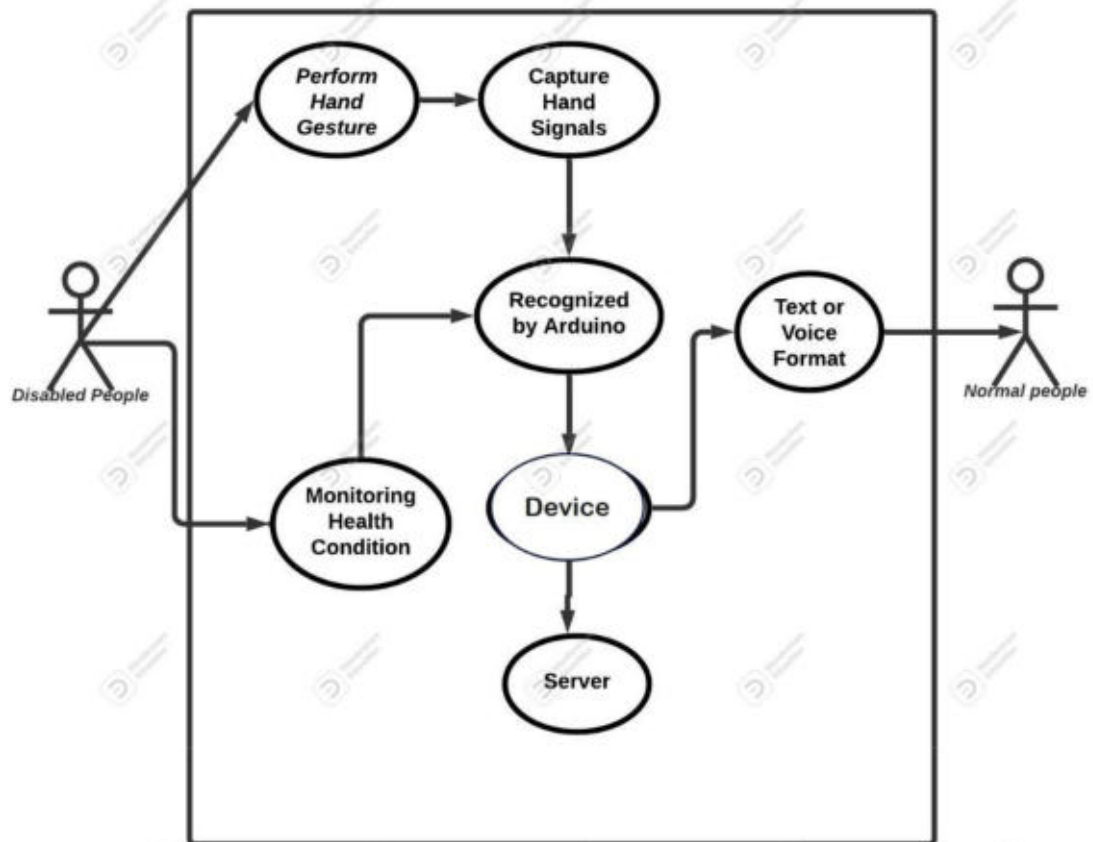 Perform
Hand
Gesture
Capture
Hand
Signals
Recognized
by Arduino
Text or
Voice
Format
Disabled People
Normal people
Monitoring
Health
Condition
Device
Server